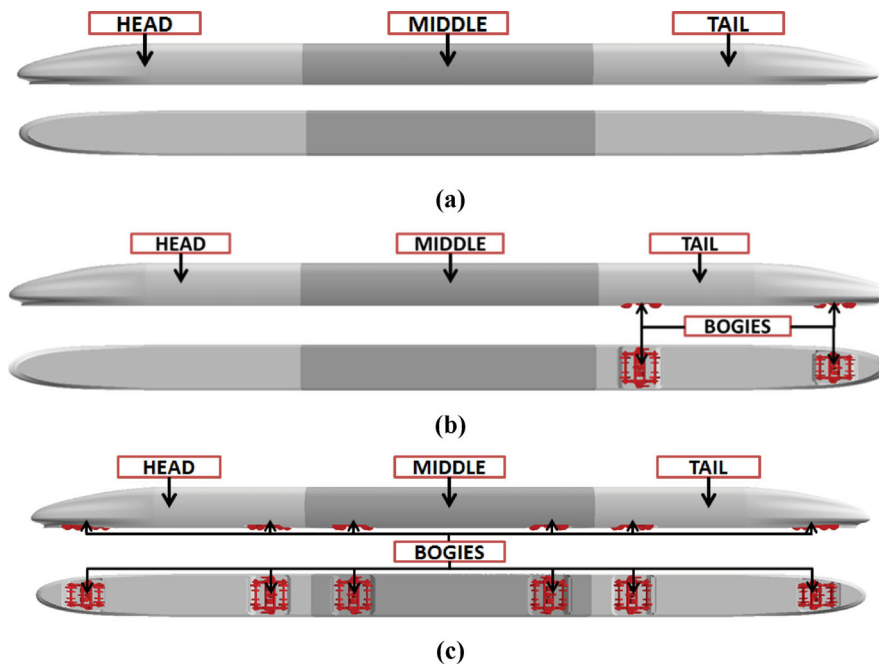 HEAD MIDDLE TAIL
(a)
HEAD MIDDLE TAIL
BOGIES
(b)
HEAD MIDDLE TAIL
BOGIES
(c)